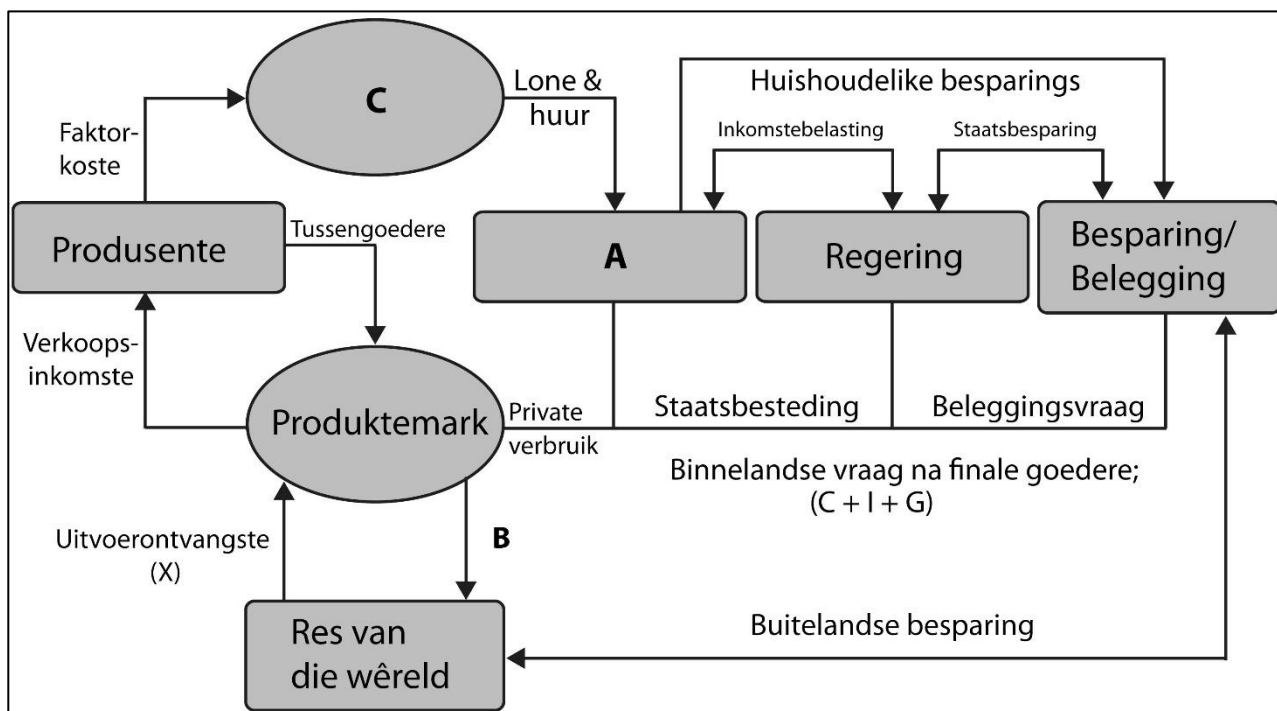 C
Lone &
huur
Huishoudelike besparings
Inkomstebelasting
Staatsbesparing
Faktor-
koste
Produsente
Tussengoedere
A
Regering
Besparing/
Belegging
Verkoops-
inkomste
Produktemark
Private
verbruik
Staatsbesteding
Beleggingsvraag
Binnelandse vraag na finale goedere;
(C + I + G)
Uitvoerontvangste
(X)
B
Res van
die wêreld
Buitelandse besparing